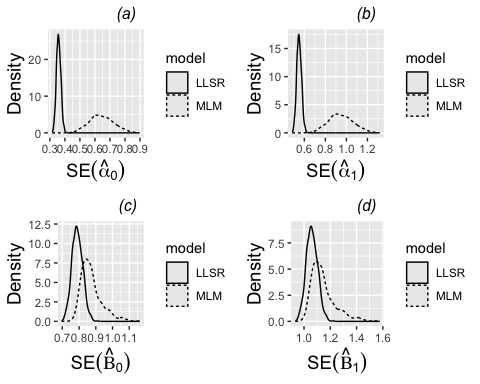 (a)
Density
20
10
0
0.30.40.50.60.70.80.9
SE(α̂0)
model
LLSR
MLM
(b)
Density
15
10
5
0
0.6 0.8 1.0 1.2
SE(α̂1)
model
LLSR
MLM
(c)
Density
12.5
10.0
7.5
5.0
2.5
0.0
0.70.80.91.01.1
SE(B̂0)
model
LLSR
MLM
(d)
Density
7.5
5.0
2.5
0.0
1.0 1.2 1.4 1.6
SE(B̂1)
model
LLSR
MLM